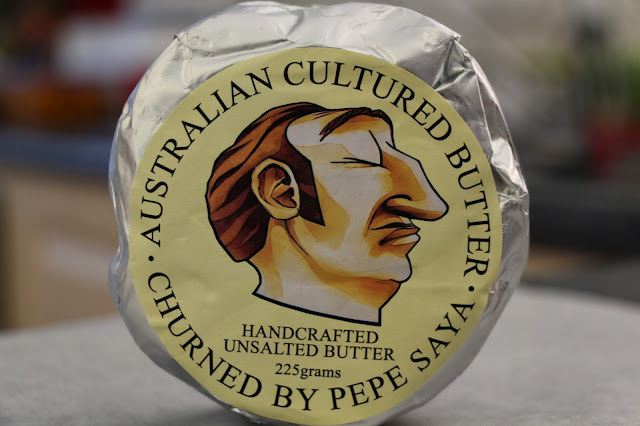 · AUSTRALIAN CULTURED BUTTER ·
HANDCRAFTED
UNSALTED BUTTER
225grams
CHURNED BY PEPE SAYA